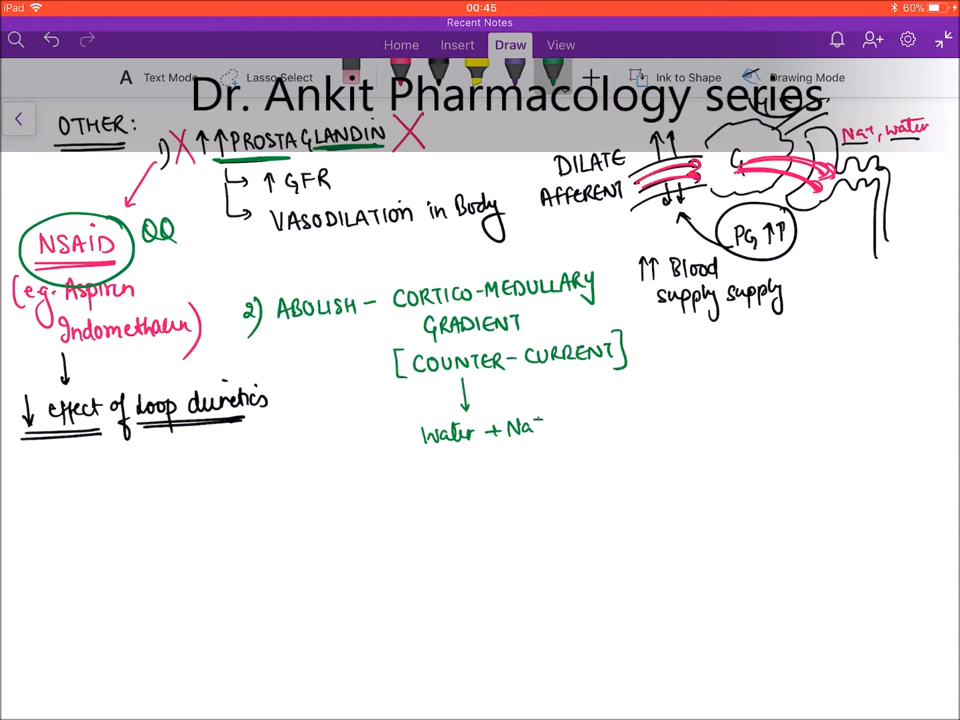 iPad 00:45 60%
Recent Notes
Home Insert Draw View
A Text Mode Lasso Select Ink to Shape Drawing Mode
Dr. Ankit Pharmacology series
OTHER:
1) X ↑↑PROSTAGLANDIN X
↳ ↑ GFR
↳ VASODILATION in Body
NSAID QQ
(eg. Aspirin
Indomethacin)
↓
↓ effect of loop diuretics
DILATE
AFFERENT
G
Na+, water
PG ↑↑
↑↑ Blood
supply supply
2) ABOLISH - CORTICO-MEDULLARY
GRADIENT
[COUNTER-CURRENT]
↓
Water + Na+